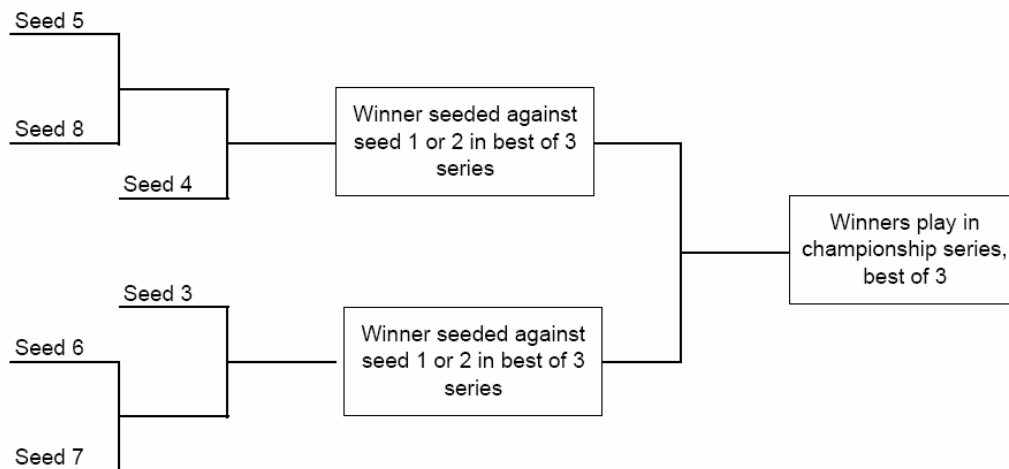 Seed 5
Seed 8
Seed 4
Winner seeded against
seed 1 or 2 in best of 3
series
Seed 3
Seed 6
Seed 7
Winner seeded against
seed 1 or 2 in best of 3
series
Winners play in
championship series,
best of 3